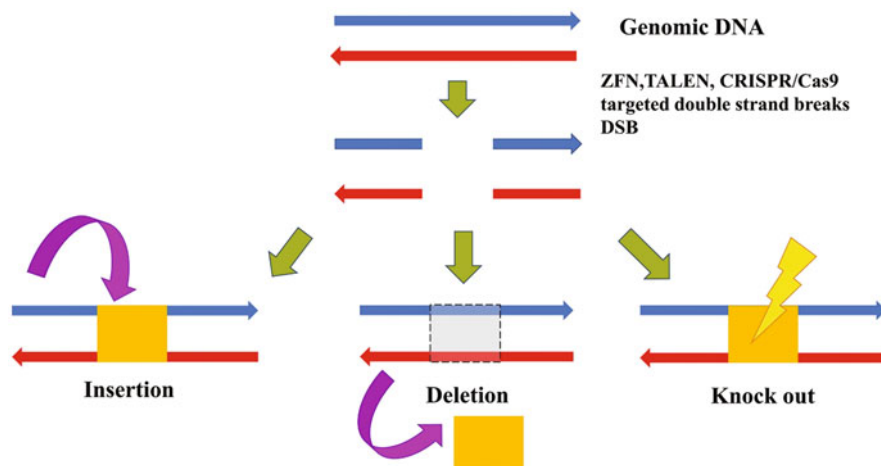 Genomic DNA
ZFN,TALEN, CRISPR/Cas9
targeted double strand breaks
DSB
Insertion
Deletion
Knock out